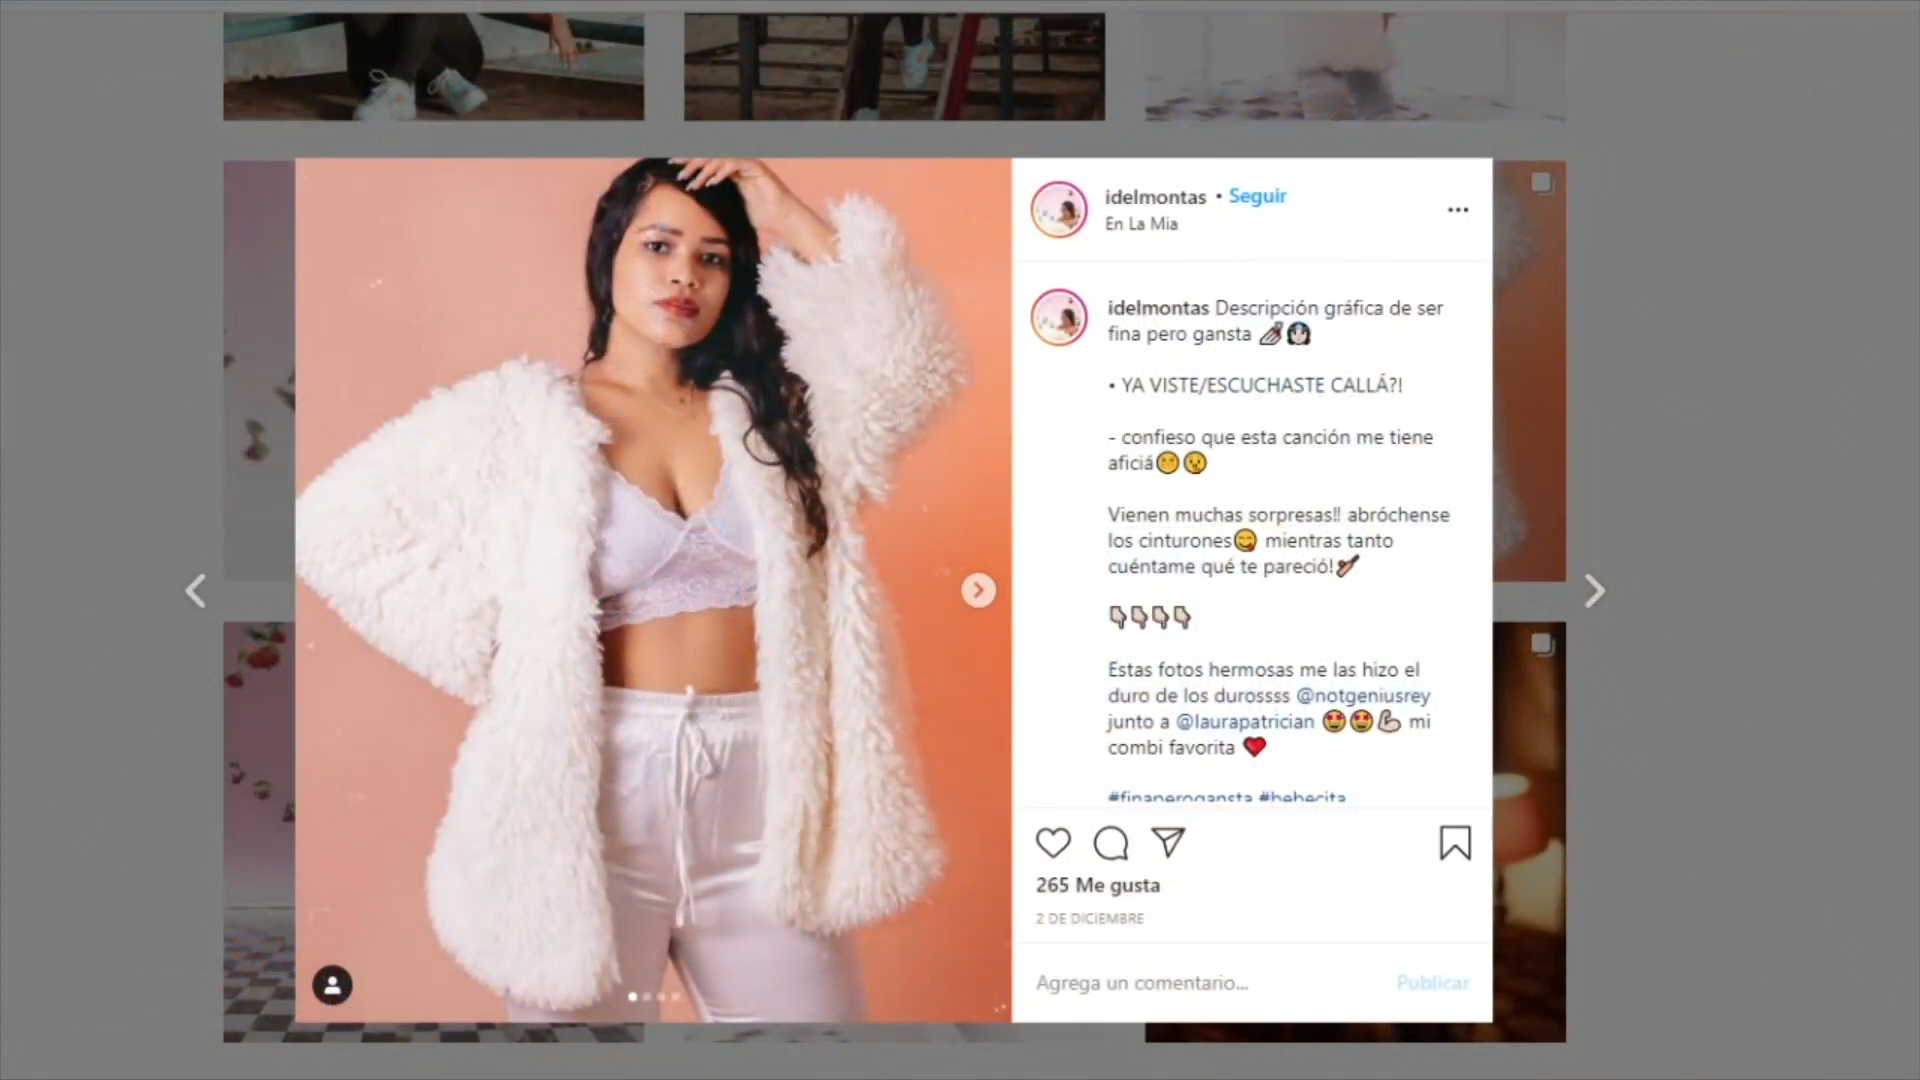 idelmontas • Seguir
En La Mia
idelmontas Descripción gráfica de ser
fina pero gansta
• YA VISTE/ESCUCHASTE CALLÁ?!
- confieso que esta canción me tiene
aficiá
Vienen muchas sorpresas!! abróchense
los cinturones mientras tanto
cuéntame qué te pareció!
Estas fotos hermosas me las hizo el
duro de los durossss @notgeniusrey
junto a @laurapatrician mi
combi favorita
#finaperogansta #bebecita
265 Me gusta
2 DE DICIEMBRE
Agrega un comentario...
Publicar